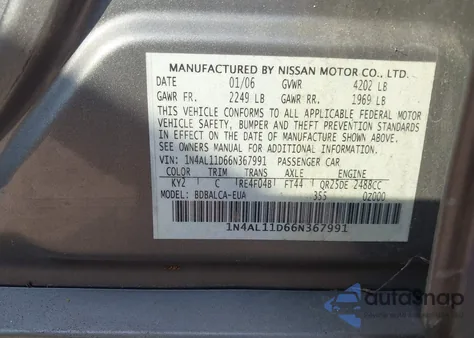 MANUFACTURED BY NISSAN MOTOR CO., LTD.
DATE 01/06 GVWR 4202 LB
GAWR FR. 2249 LB GAWR RR. 1969 LB
THIS VEHICLE CONFORMS TO ALL APPLICABLE FEDERAL MOTOR
VEHICLE SAFETY, BUMPER AND THEFT PREVENTION STANDARDS
IN EFFECT ON THE DATE OF MANUFACTURE SHOWN ABOVE.
SEE OWNERS MANUAL FOR ADDITIONAL INFORMATION
VIN: 1N4AL11D66N367991 PASSENGER CAR
COLOR TRIM TRANS AXLE ENGINE
KY2 C RE4F04B FT44 QR25DE 2488CC
MODEL: BDBALCA-EUA 355 0Z000
1N4AL11D66N367991
autosnap